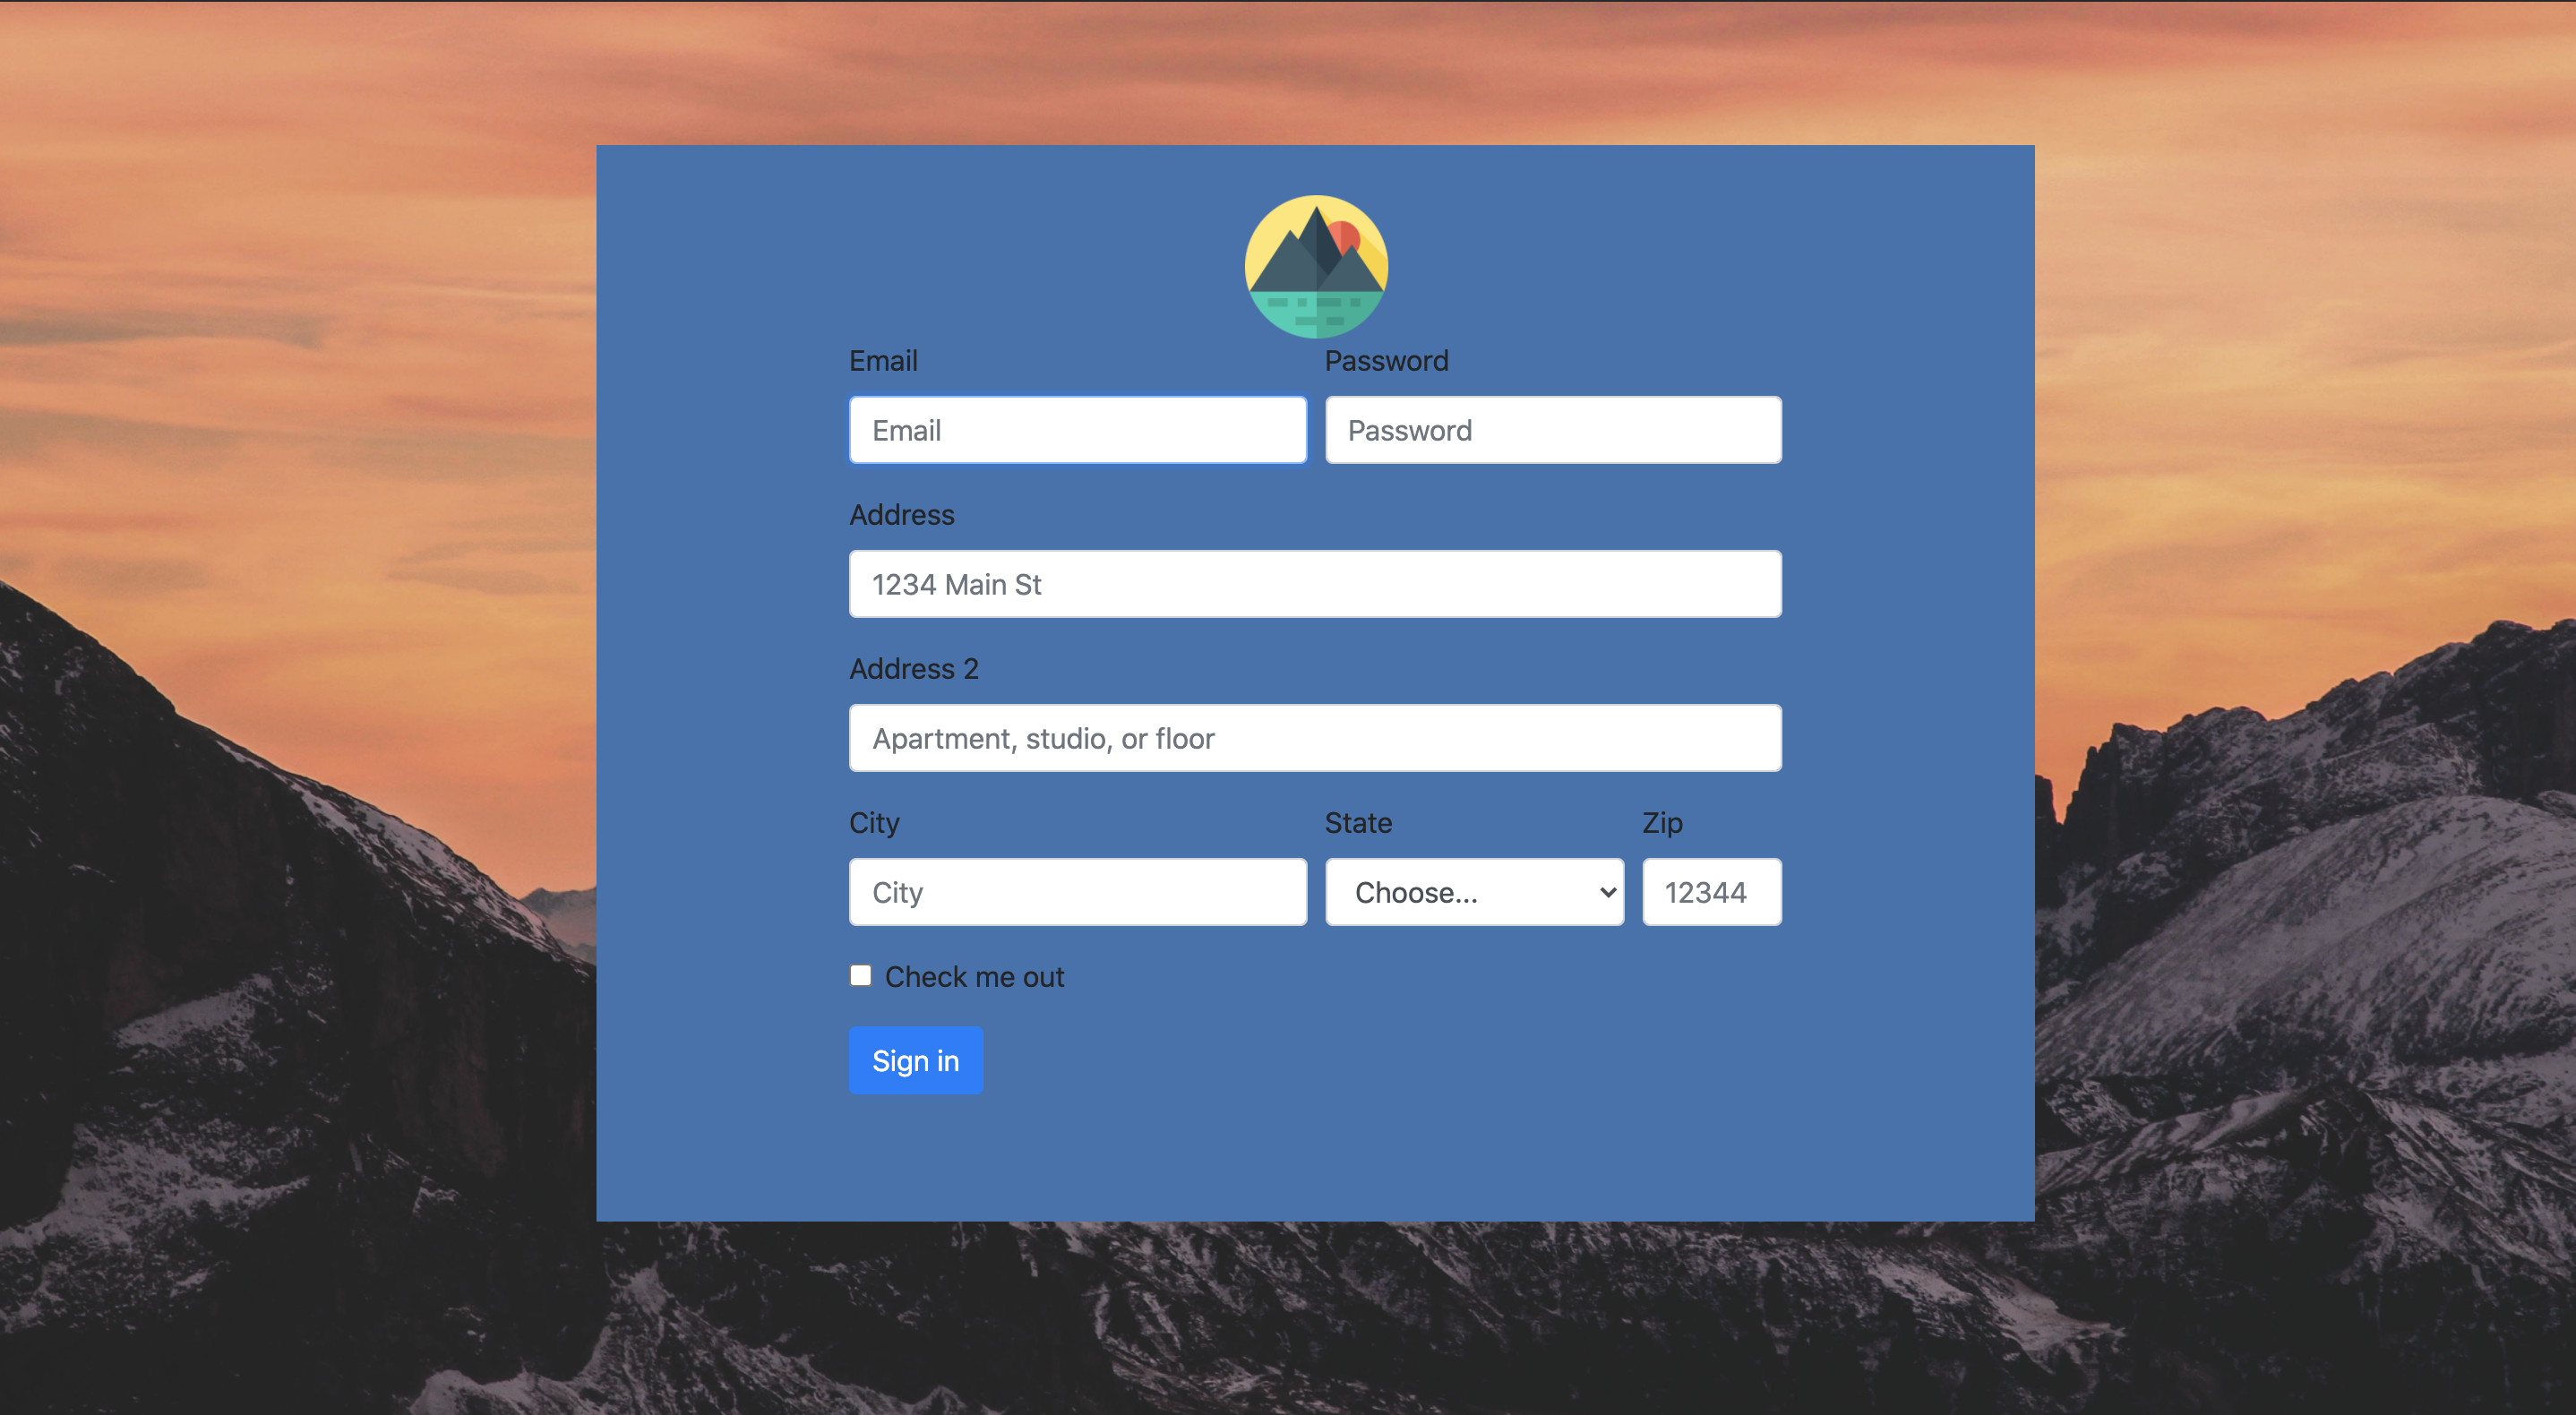 Email Password
Email Password
Address
1234 Main St
Address 2
Apartment, studio, or floor
City State Zip
City Choose... 12344
Check me out
Sign in